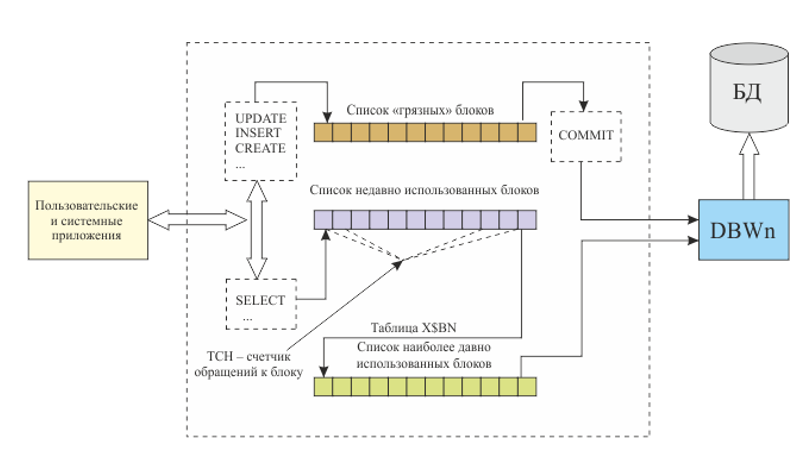 UPDATE
INSERT
CREATE
...
Список «грязных» блоков
COMMIT
БД
Пользовательские
и системные
приложения
Список недавно использованных блоков
DBWn
SELECT
...
TCH – счетчик
обращений к блоку
Таблица X$BN
Список наиболее давно
использованных блоков